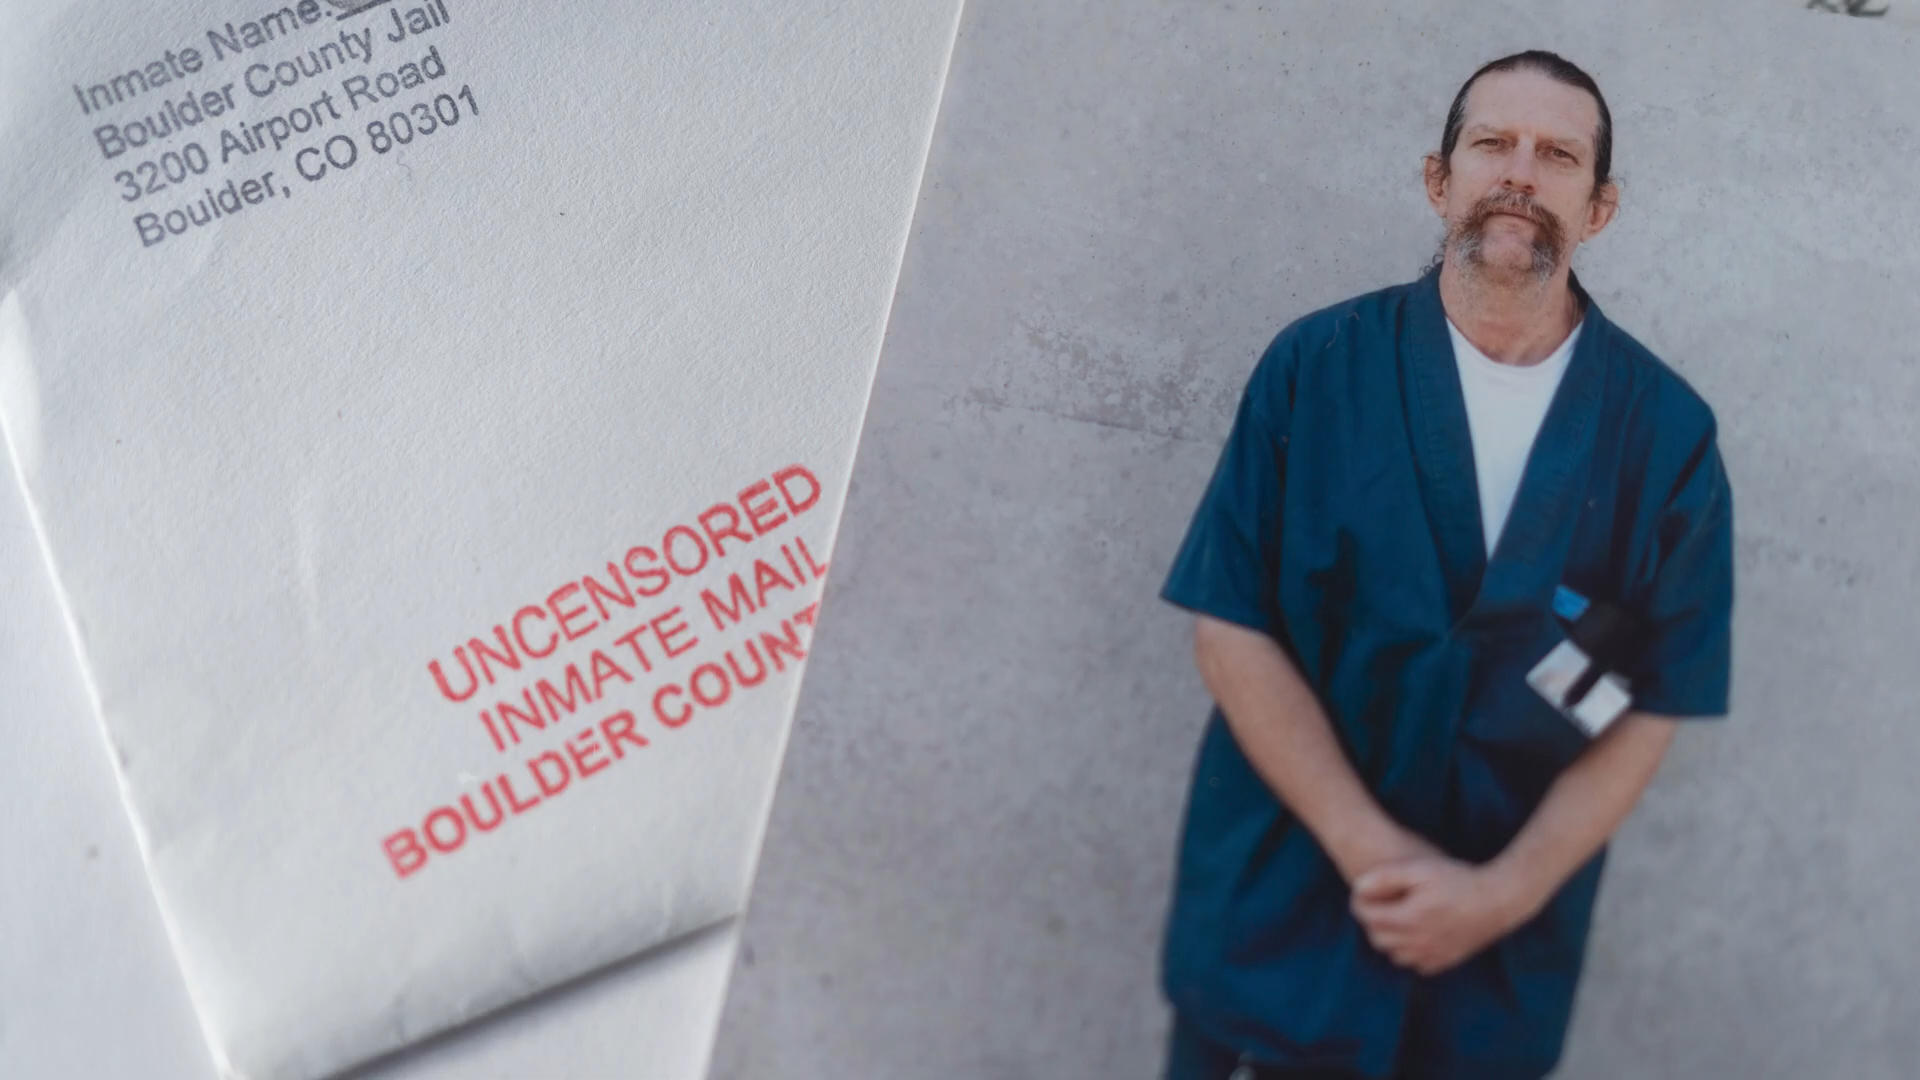 Inmate Name:
Boulder County Jail
3200 Airport Road
Boulder, CO 80301
UNCENSORED
INMATE MAIL
BOULDER COUNT